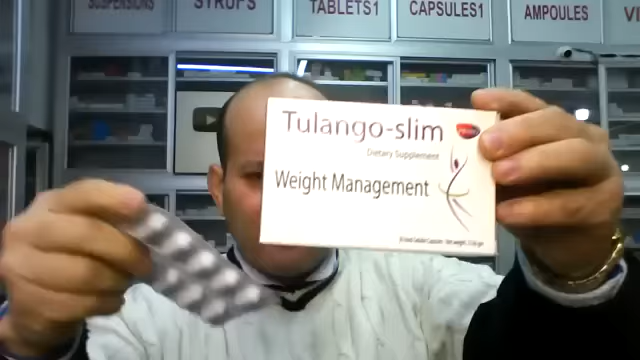 SUSPENSIONS
SYRUPS
TABLETS1
CAPSULES1
AMPOULES
Tulango-slim
Dietary Supplement
Weight Management